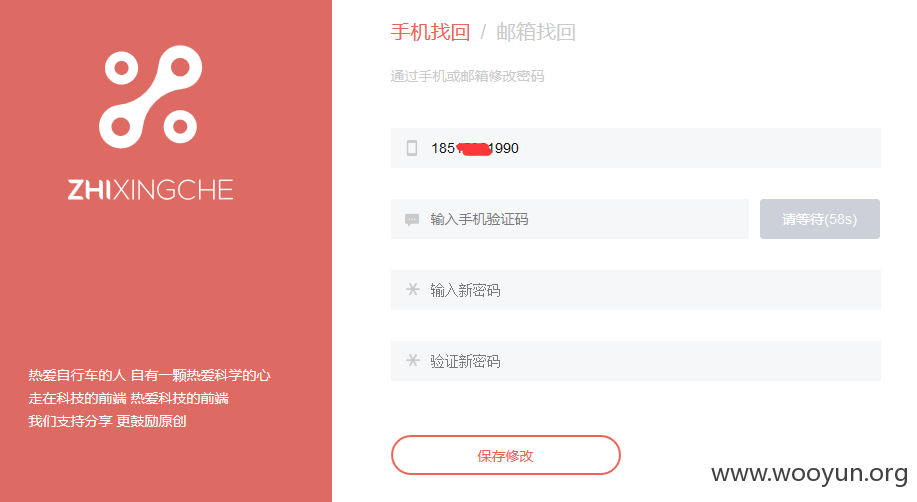 手机找回 / 邮箱找回
通过手机或邮箱修改密码
输入手机验证码 请等待(58s)
输入新密码
验证新密码
保存修改
ZHIXINGCHE
热爱自行车的人 自有一颗热爱科学的心
走在科技的前端 热爱科技的前端
我们支持分享 更鼓励原创
www.wooyun.org